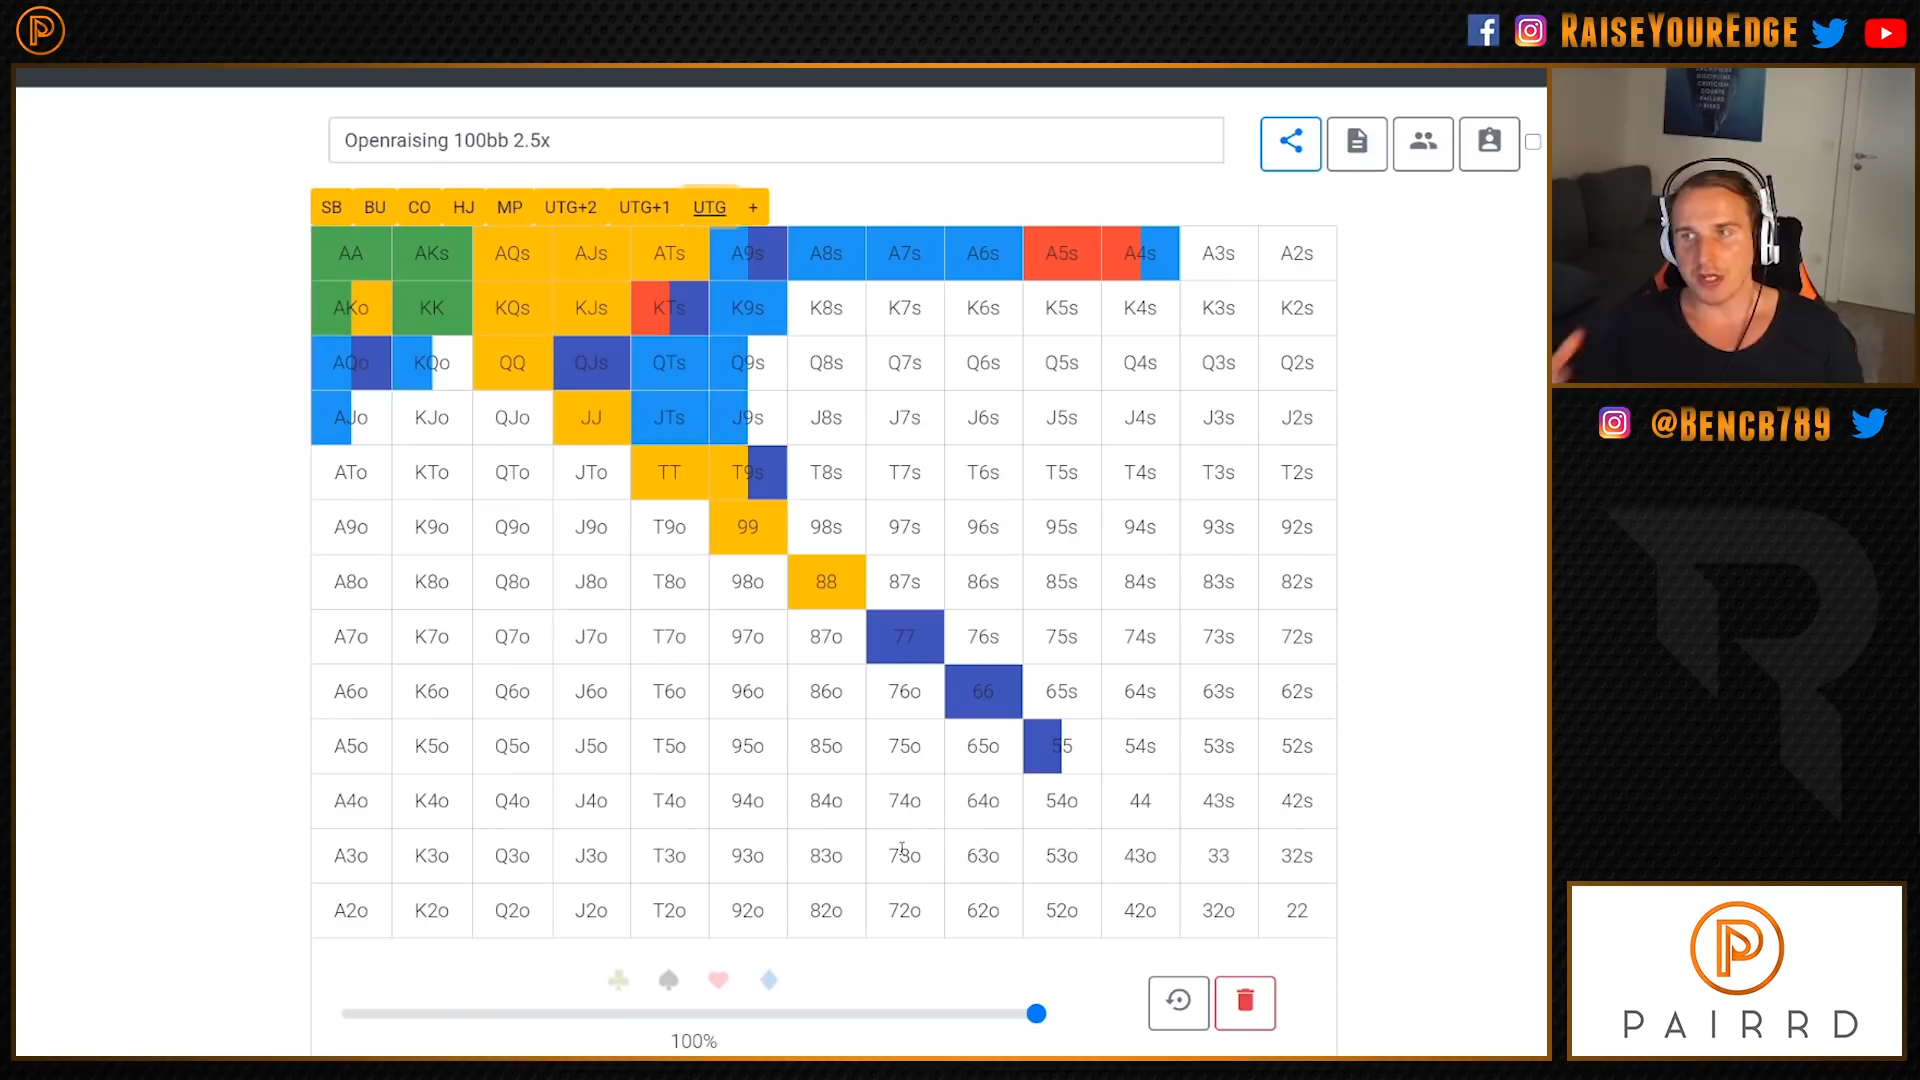 RAISEYOUREDGE
Openraising 100bb 2.5x
SB BU CO HJ MP UTG+2 UTG+1 UTG +
AA AKs AQs AJs ATs A9s A8s A7s A6s A5s A4s A3s A2s
AKo KK KQs KJs KTs K9s K8s K7s K6s K5s K4s K3s K2s
AQo KQo QQ QJs QTs Q9s Q8s Q7s Q6s Q5s Q4s Q3s Q2s
AJo KJo QJo JJ JTs J9s J8s J7s J6s J5s J4s J3s J2s
ATo KTo QTo JTo TT T9s T8s T7s T6s T5s T4s T3s T2s
A9o K9o Q9o J9o T9o 99 98s 97s 96s 95s 94s 93s 92s
A8o K8o Q8o J8o T8o 98o 88 87s 86s 85s 84s 83s 82s
A7o K7o Q7o J7o T7o 97o 87o 77 76s 75s 74s 73s 72s
A6o K6o Q6o J6o T6o 96o 86o 76o 66 65s 64s 63s 62s
A5o K5o Q5o J5o T5o 95o 85o 75o 65o 55 54s 53s 52s
A4o K4o Q4o J4o T4o 94o 84o 74o 64o 54o 44 43s 42s
A3o K3o Q3o J3o T3o 93o 83o 73o 63o 53o 43o 33 32s
A2o K2o Q2o J2o T2o 92o 82o 72o 62o 52o 42o 32o 22
100%
DISCIPLINE
CRITICISM
DOUBTS
FAILURE
RISKS
@BENCB789
PAIRRD